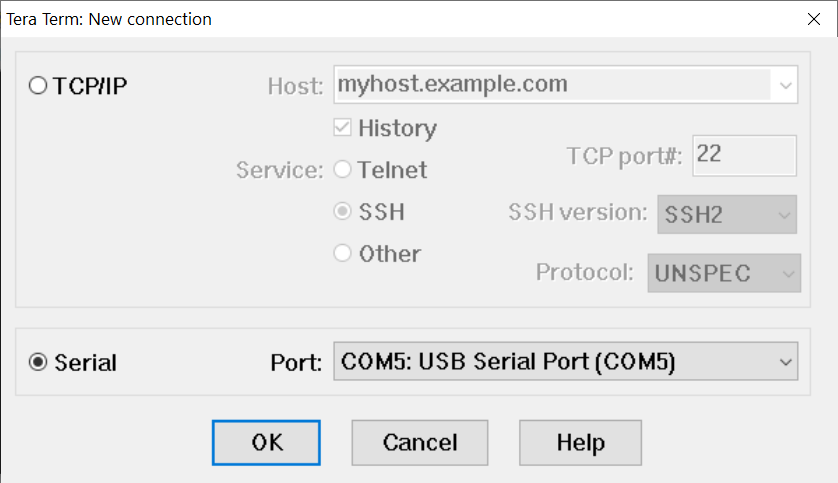 Tera Term: New connection
TCP/IP Host: myhost.example.com
History
Service: Telnet TCP port#: 22
SSH SSH version: SSH2
Other Protocol: UNSPEC
Serial Port: COM5: USB Serial Port (COM5)
OK Cancel Help